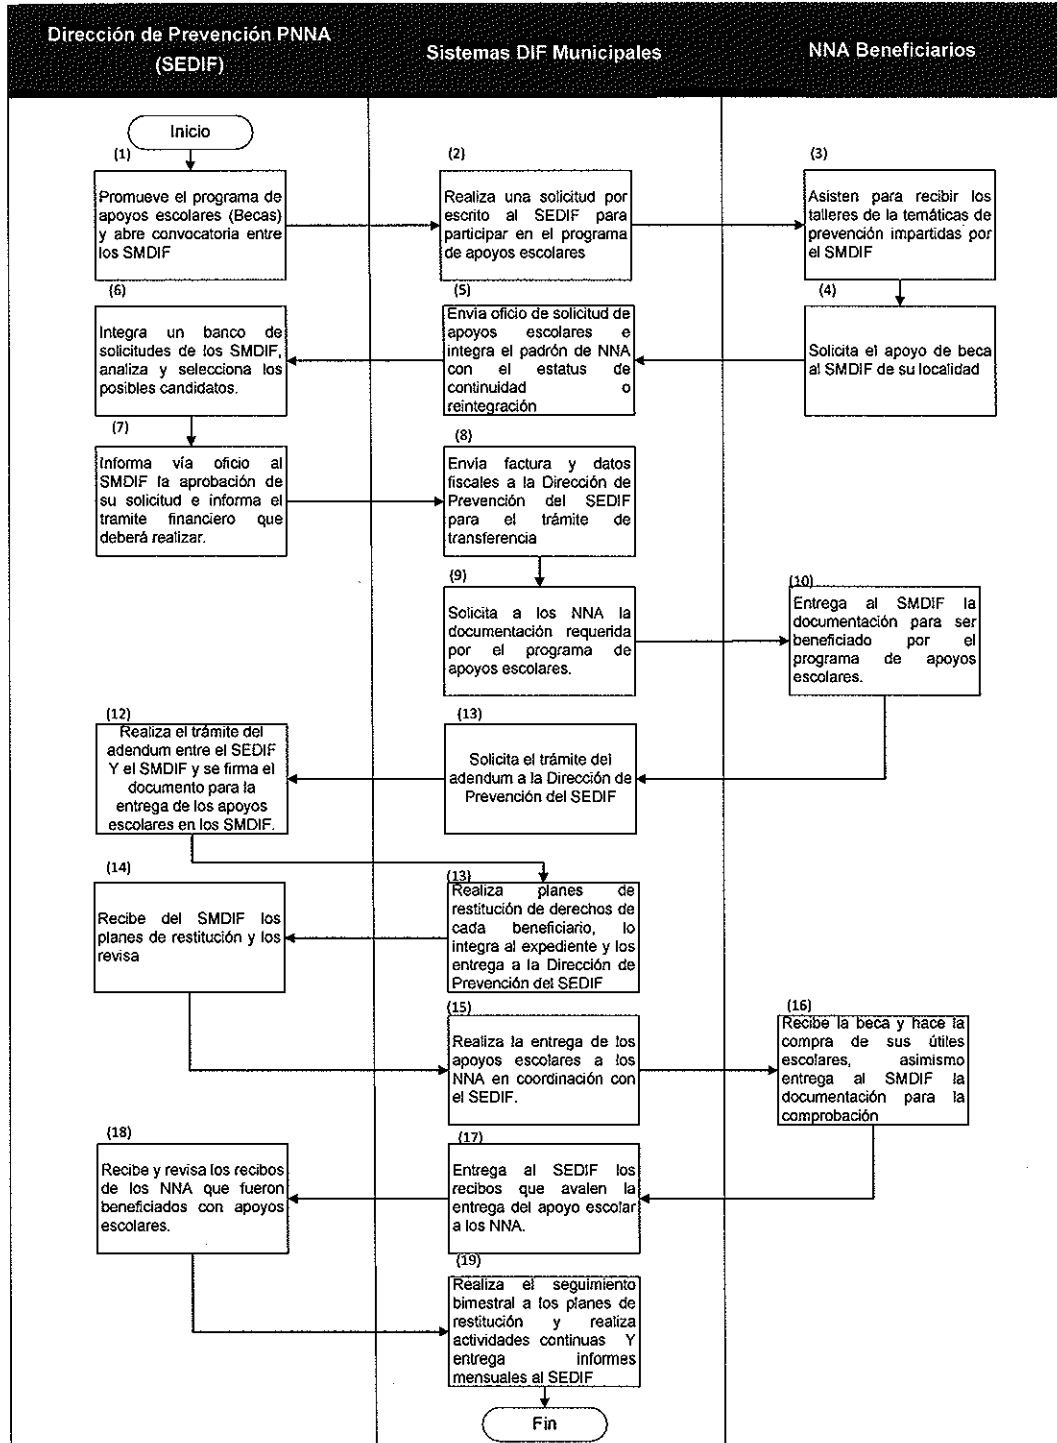 Dirección de Prevención PNNA
(SEDIF)
Sistemas DIF Municipales
NNA Beneficiarios
Inicio
(1)
Promueve el programa de
apoyos escolares (Becas)
y abre convocatoria entre
los SMDIF
(2)
Realiza una solicitud por
escrito al SEDIF para
participar en el programa
de apoyos escolares
(3)
Asisten para recibir los
talleres de la temáticas de
prevención impartidas por
el SMDIF
(4)
Solicita el apoyo de beca
al SMDIF de su localidad
(5)
Envía oficio de solicitud de
apoyos escolares e
integra el padrón de NNA
con el estatus de
continuidad o
reintegración
(6)
Integra un banco de
solicitudes de los SMDIF,
analiza y selecciona los
posibles candidatos.
(7)
Informa vía oficio al
SMDIF la aprobación de
su solicitud e informa el
tramite financiero que
deberá realizar.
(8)
Envía factura y datos
fiscales a la Dirección de
Prevención del SEDIF
para el trámite de
transferencia
(9)
Solicita a los NNA la
documentación requerida
por el programa de
apoyos escolares.
(10)
Entrega al SMDIF la
documentación para ser
beneficiado por el
programa de apoyos
escolares.
(13)
Solicita el trámite del
adendum a la Dirección de
Prevención del SEDIF
(12)
Realiza el trámite del
adendum entre el SEDIF
Y el SMDIF y se firma el
documento para la
entrega de los apoyos
escolares en los SMDIF.
(13)
Realiza planes de
restitución de derechos de
cada beneficiario, lo
integra al expediente y los
entrega a la Dirección de
Prevención del SEDIF
(14)
Recibe del SMDIF los
planes de restitución y los
revisa
(15)
Realiza la entrega de los
apoyos escolares a los
NNA en coordinación con
el SEDIF.
(16)
Recibe la beca y hace la
compra de sus útiles
escolares, asimismo
entrega al SMDIF la
documentación para la
comprobación
(17)
Entrega al SEDIF los
recibos que avalen la
entrega del apoyo escolar
a los NNA.
(18)
Recibe y revisa los recibos
de los NNA que fueron
beneficiados con apoyos
escolares.
(19)
Realiza el seguimiento
bimestral a los planes de
restitución y realiza
actividades continuas Y
entrega informes
mensuales al SEDIF
Fin